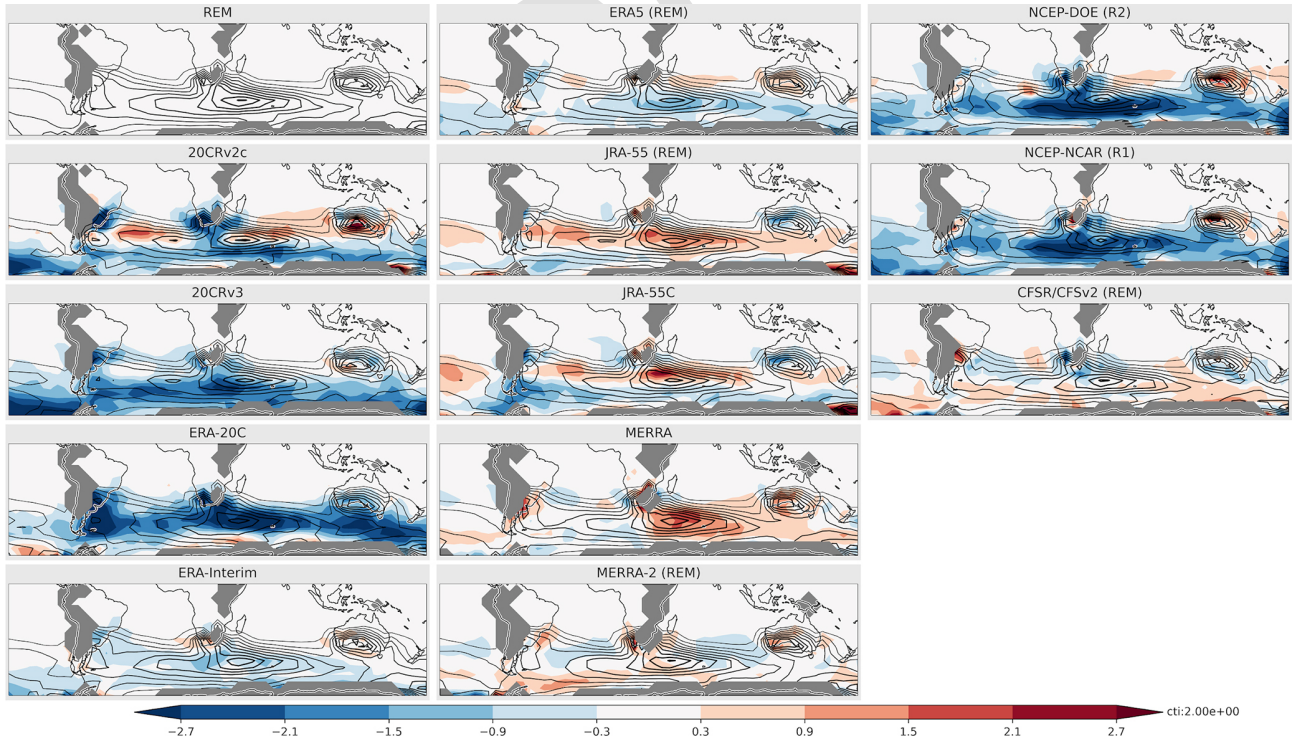 REM
ERA5 (REM)
NCEP-DOE (R2)
20CRv2c
JRA-55 (REM)
NCEP-NCAR (R1)
20CRv3
JRA-55C
CFSR/CFSv2 (REM)
ERA-20C
MERRA
ERA-Interim
MERRA-2 (REM)
cti:2.00e+00
−2.7 −2.1 −1.5 −0.9 −0.3 0.3 0.9 1.5 2.1 2.7